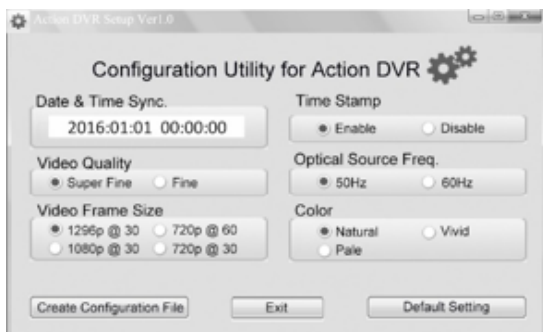 Action DVR Setup Ver1.0
Configuration Utility for Action DVR
Date & Time Sync.
2016:01:01 00:00:00
Time Stamp
Enable Disable
Video Quality
Super Fine Fine
Optical Source Freq.
50Hz 60Hz
Video Frame Size
1296p @ 30 720p @ 60
1080p @ 30 720p @ 30
Color
Natural Vivid
Pale
Create Configuration File
Exit
Default Setting